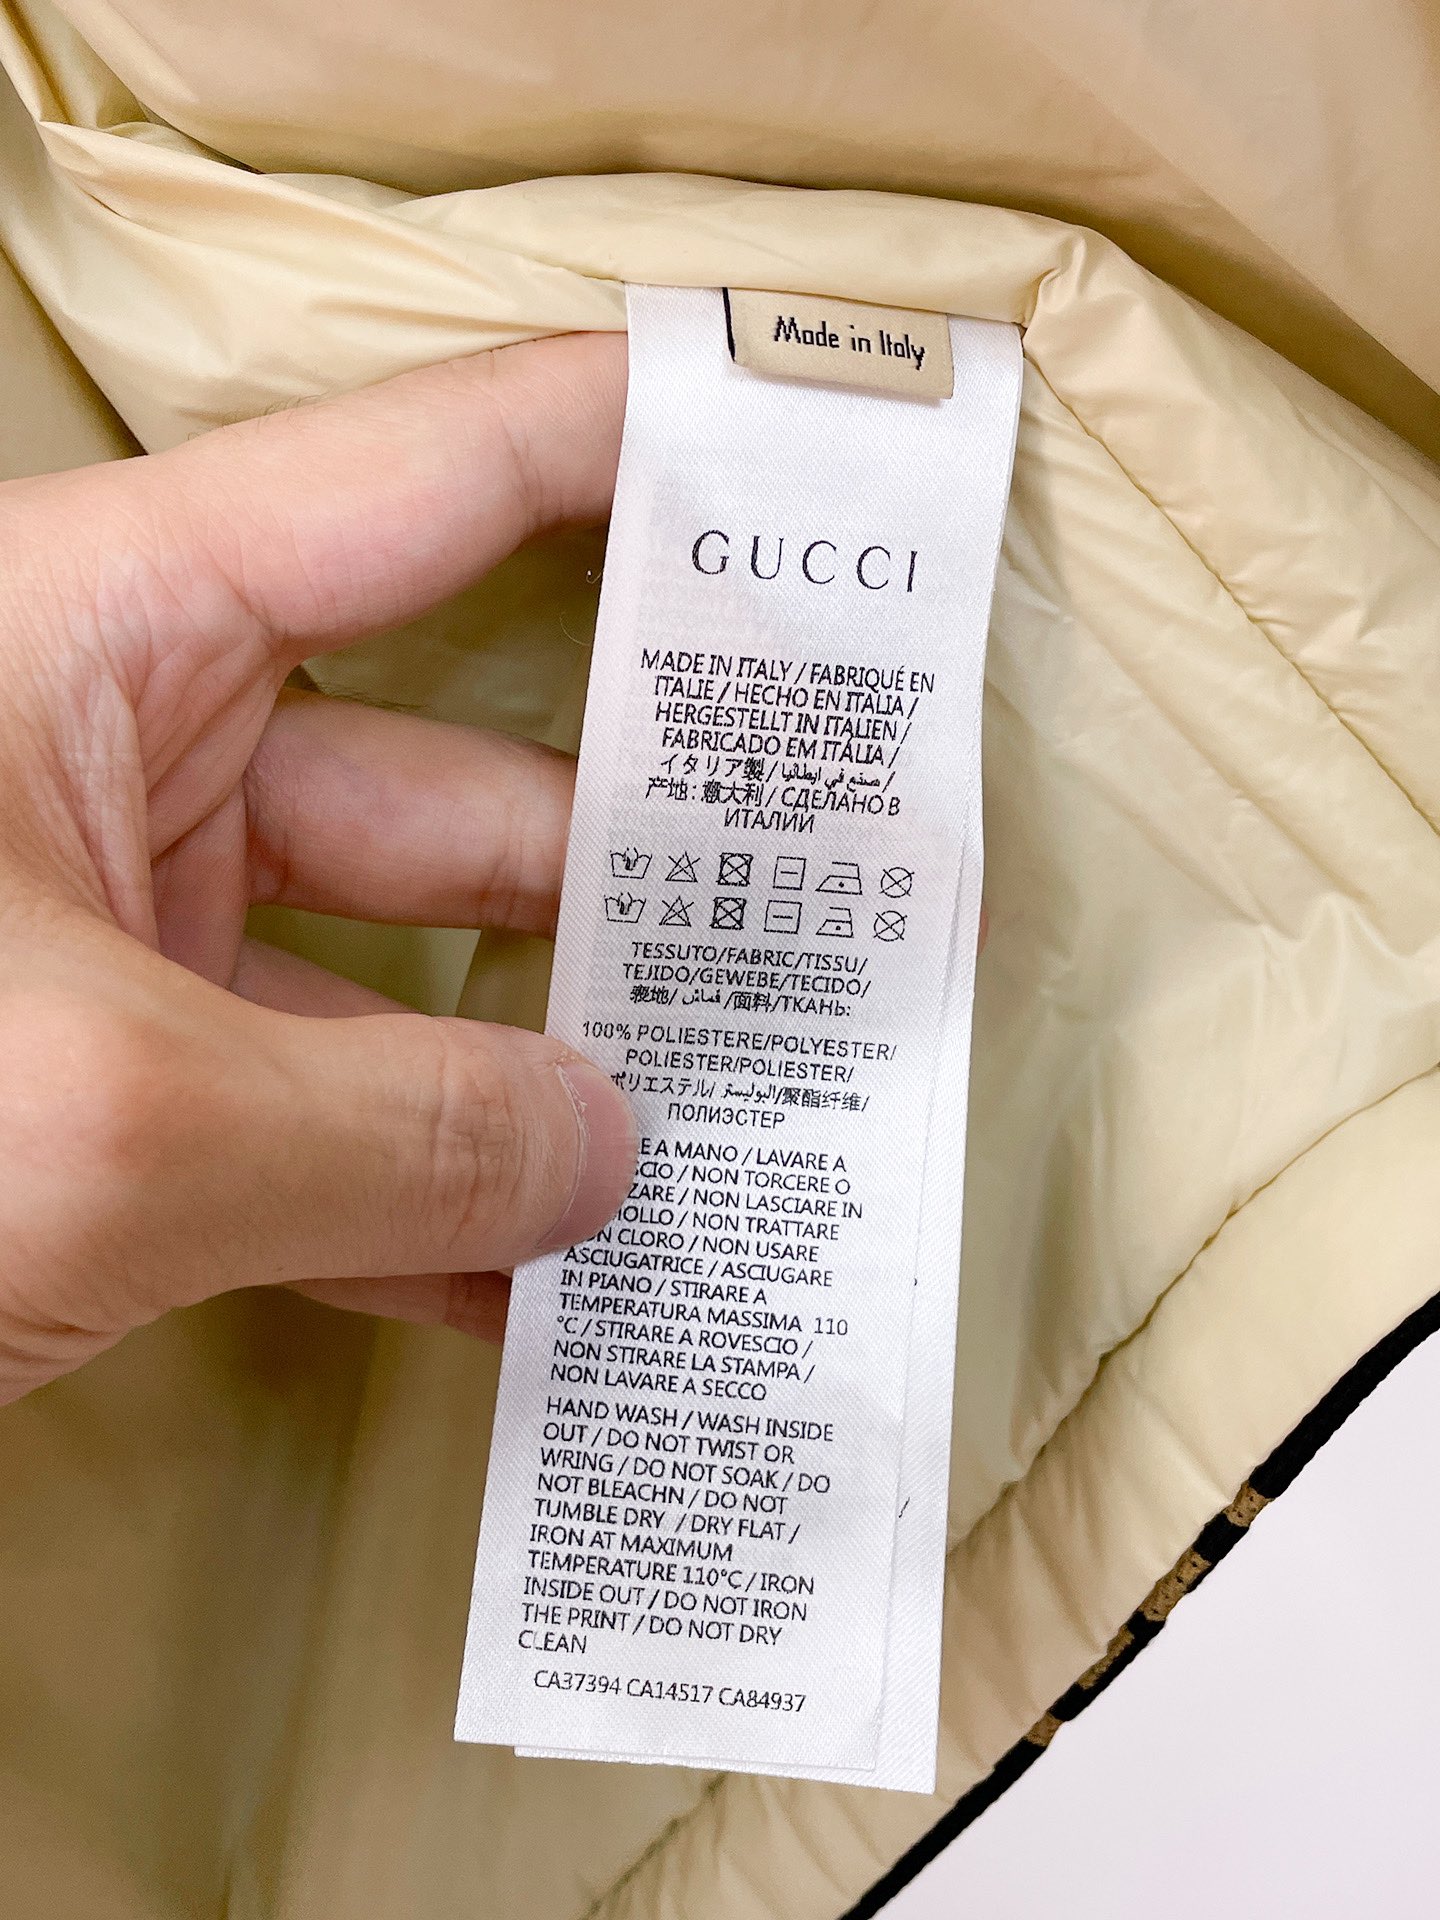 Made in Italy
GUCCI
MADE IN ITALY / FABRIQUÉ EN
ITALIE / HECHO EN ITALIA /
HERGESTELLT IN ITALIEN /
FABRICADO EM ITÁLIA /
イタリア製 / صنع في ايطاليا /
产地: 意大利 / СДЕЛАНО В
ИТАЛИИ
TESSUTO/FABRIC/TISSU/
TEJIDO/GEWEBE/TECIDO/
表地/ قماش /面料/ТКАНЬ:
100% POLIESTERE/POLYESTER/
POLIESTER/POLIESTER/
ポリエステル/ البوليستر/聚酯纤维/
ПОЛИЭСТЕР
E A MANO / LAVARE A
SCIO / NON TORCERE O
ZARE / NON LASCIARE IN
OLLO / NON TRATTARE
N CLORO / NON USARE
ASCIUGATRICE / ASCIUGARE
IN PIANO / STIRARE A
TEMPERATURA MASSIMA 110
°C / STIRARE A ROVESCIO /
NON STIRARE LA STAMPA /
NON LAVARE A SECCO
HAND WASH / WASH INSIDE
OUT / DO NOT TWIST OR
WRING / DO NOT SOAK / DO
NOT BLEACHN / DO NOT
TUMBLE DRY / DRY FLAT /
IRON AT MAXIMUM
TEMPERATURE 110°C / IRON
INSIDE OUT / DO NOT IRON
THE PRINT / DO NOT DRY
CLEAN
CA37394 CA14517 CA84937